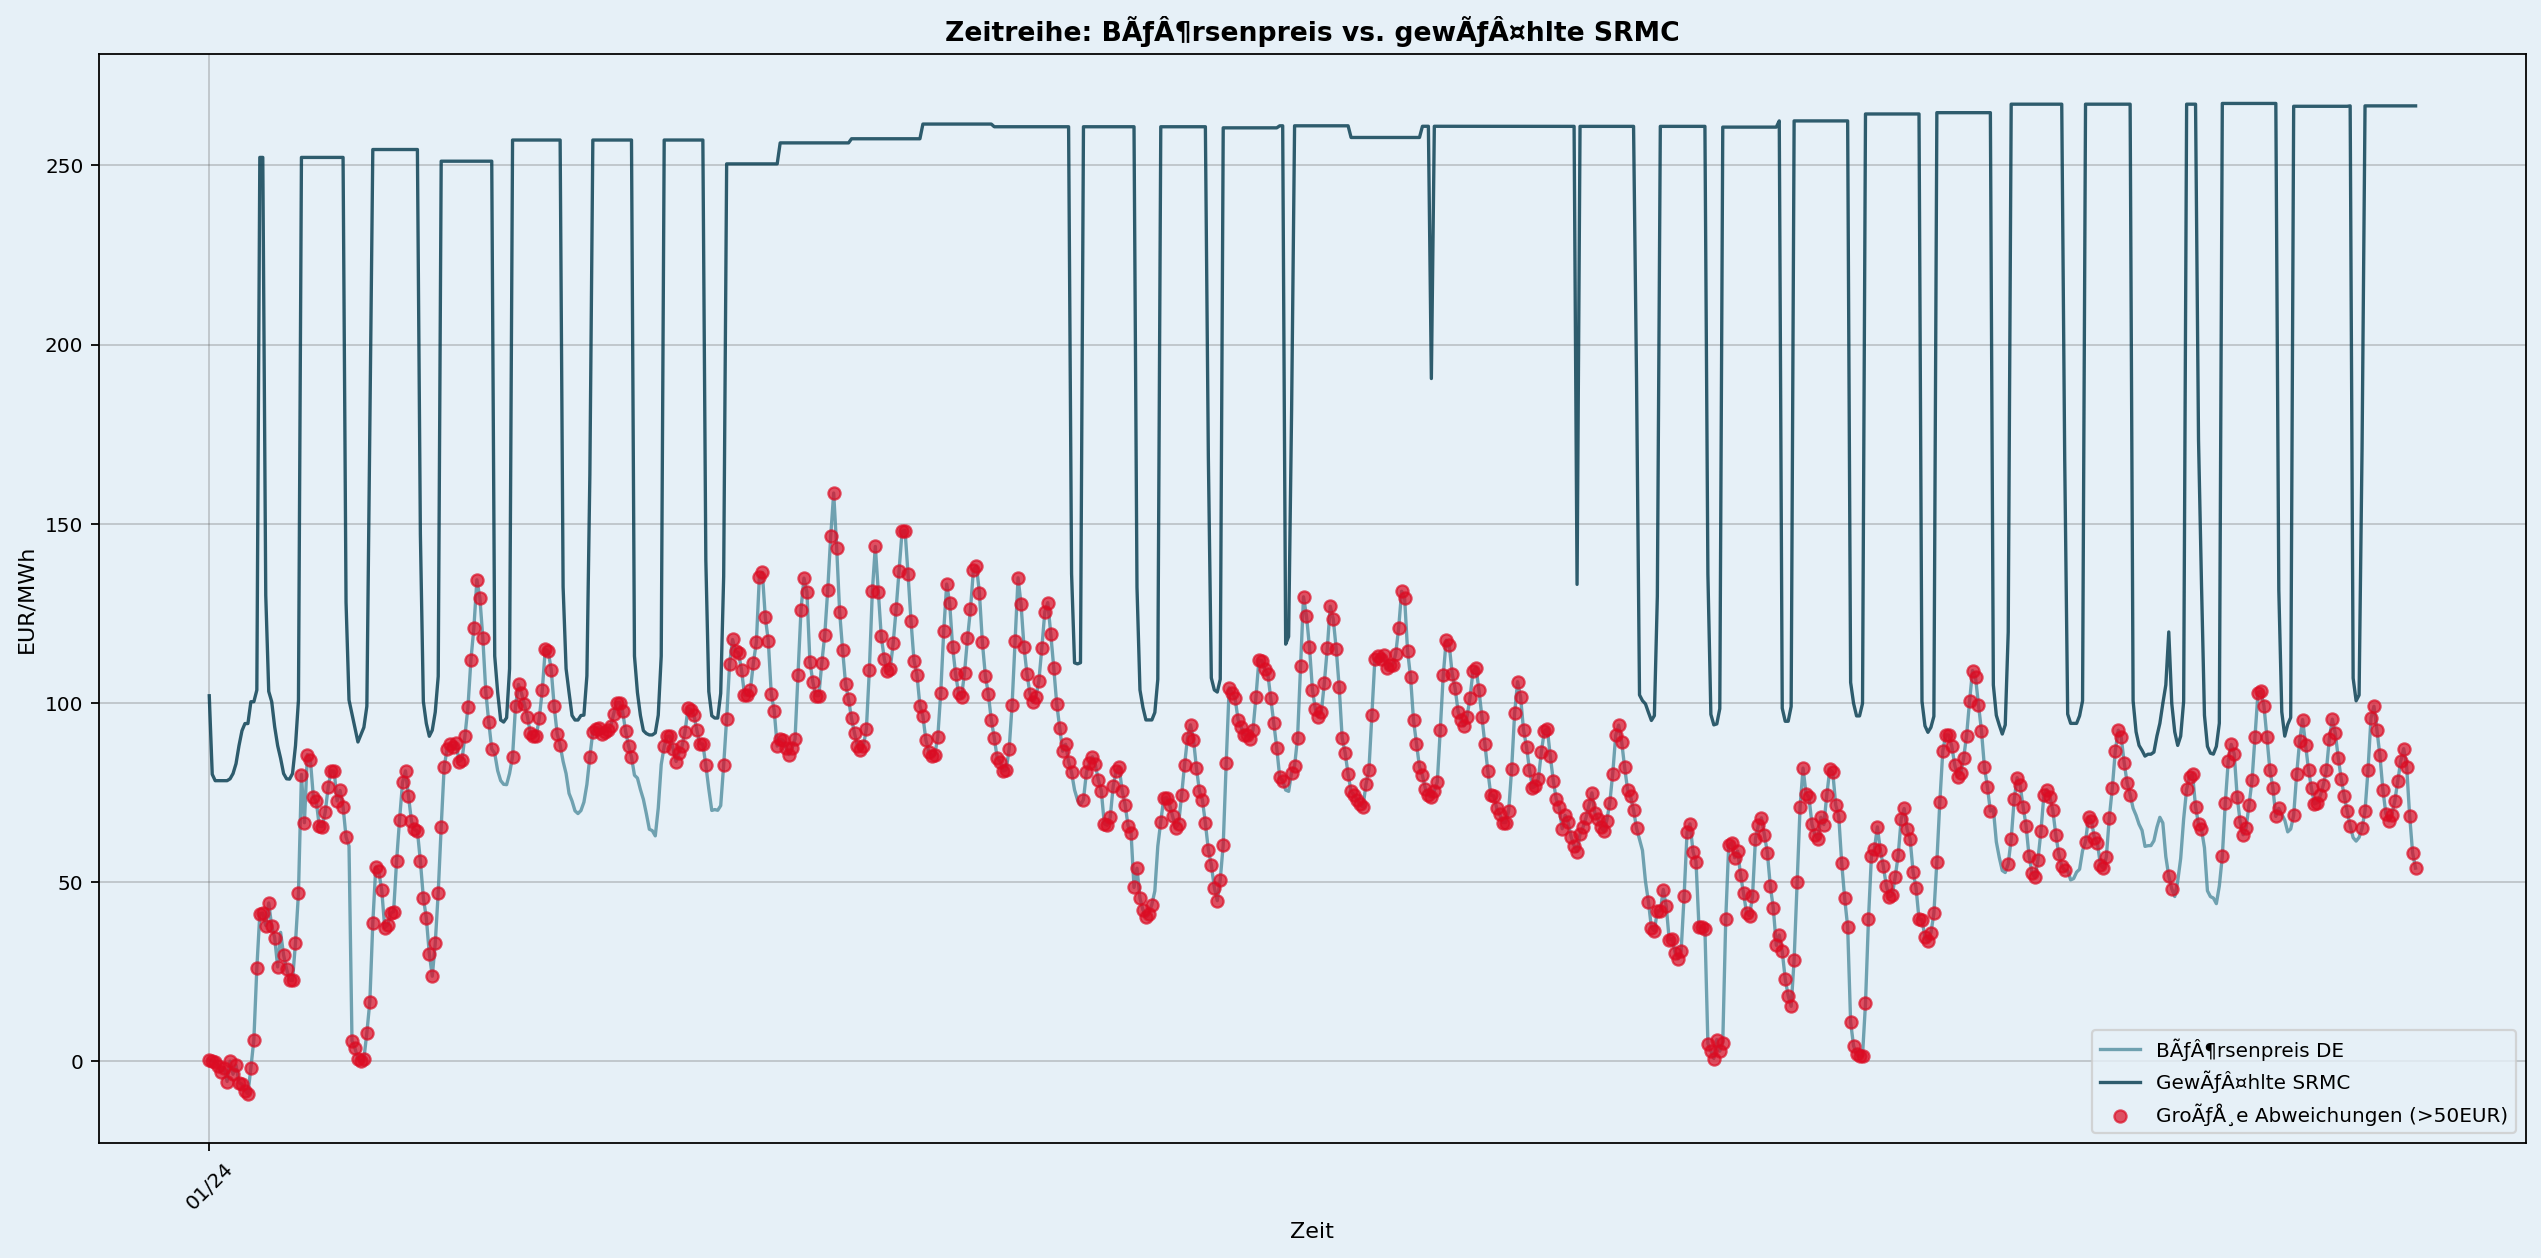 Zeitreihe: BÃƒÂ¶rsenpreis vs. gewÃƒÂ¤hlte SRMC
EUR/MWh
250
200
150
100
50
0
01/24
Zeit
BÃƒÂ¶rsenpreis DE
GewÃƒÂ¤hlte SRMC
GroÃƒÅ¸e Abweichungen (>50EUR)